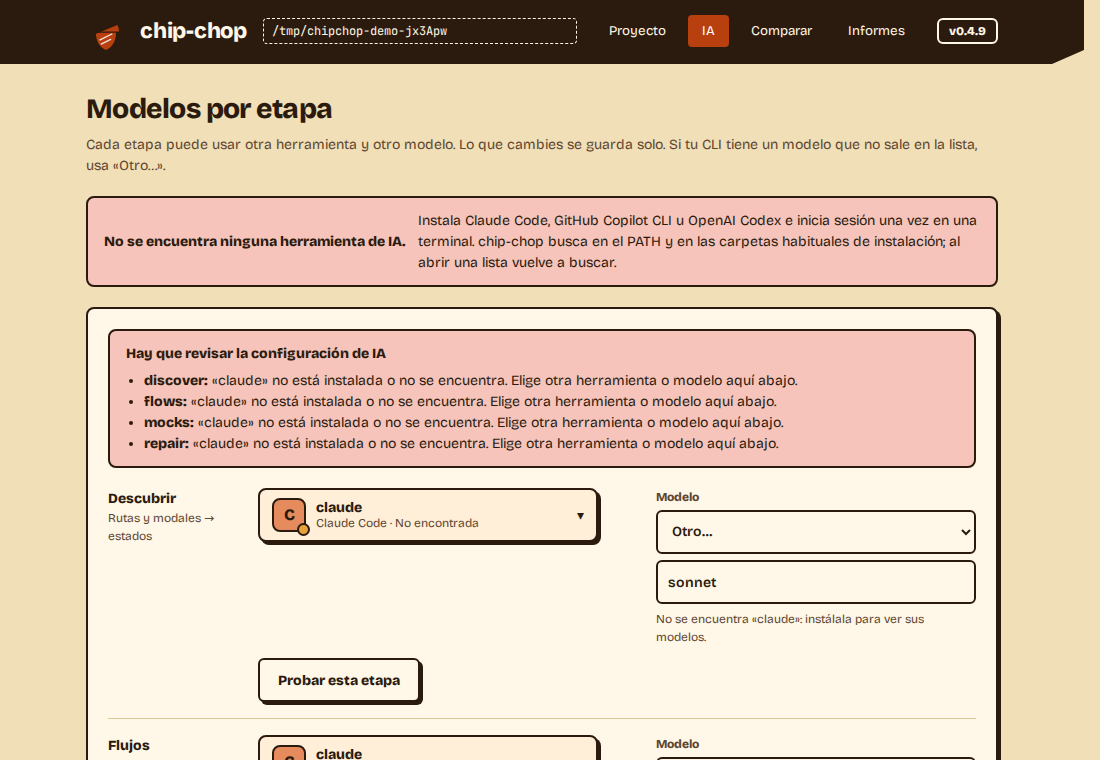 chip-chop
/tmp/chipchop-demo-jx3Apw
Proyecto
IA
Comparar
Informes
v0.4.9
Modelos por etapa
Cada etapa puede usar otra herramienta y otro modelo. Lo que cambies se guarda solo. Si tu CLI tiene un modelo que no sale en la lista,
usa «Otro…».
No se encuentra ninguna herramienta de IA.
Instala Claude Code, GitHub Copilot CLI u OpenAI Codex e inicia sesión una vez en una
terminal. chip-chop busca en el PATH y en las carpetas habituales de instalación; al
abrir una lista vuelve a buscar.
Hay que revisar la configuración de IA
• discover: «claude» no está instalada o no se encuentra. Elige otra herramienta o modelo aquí abajo.
• flows: «claude» no está instalada o no se encuentra. Elige otra herramienta o modelo aquí abajo.
• mocks: «claude» no está instalada o no se encuentra. Elige otra herramienta o modelo aquí abajo.
• repair: «claude» no está instalada o no se encuentra. Elige otra herramienta o modelo aquí abajo.
Descubrir
Rutas y modales →
estados
C
claude
Claude Code · No encontrada
▾
Modelo
Otro…
sonnet
No se encuentra «claude»: instálala para ver sus
modelos.
Probar esta etapa
Flujos
C
claude
Modelo